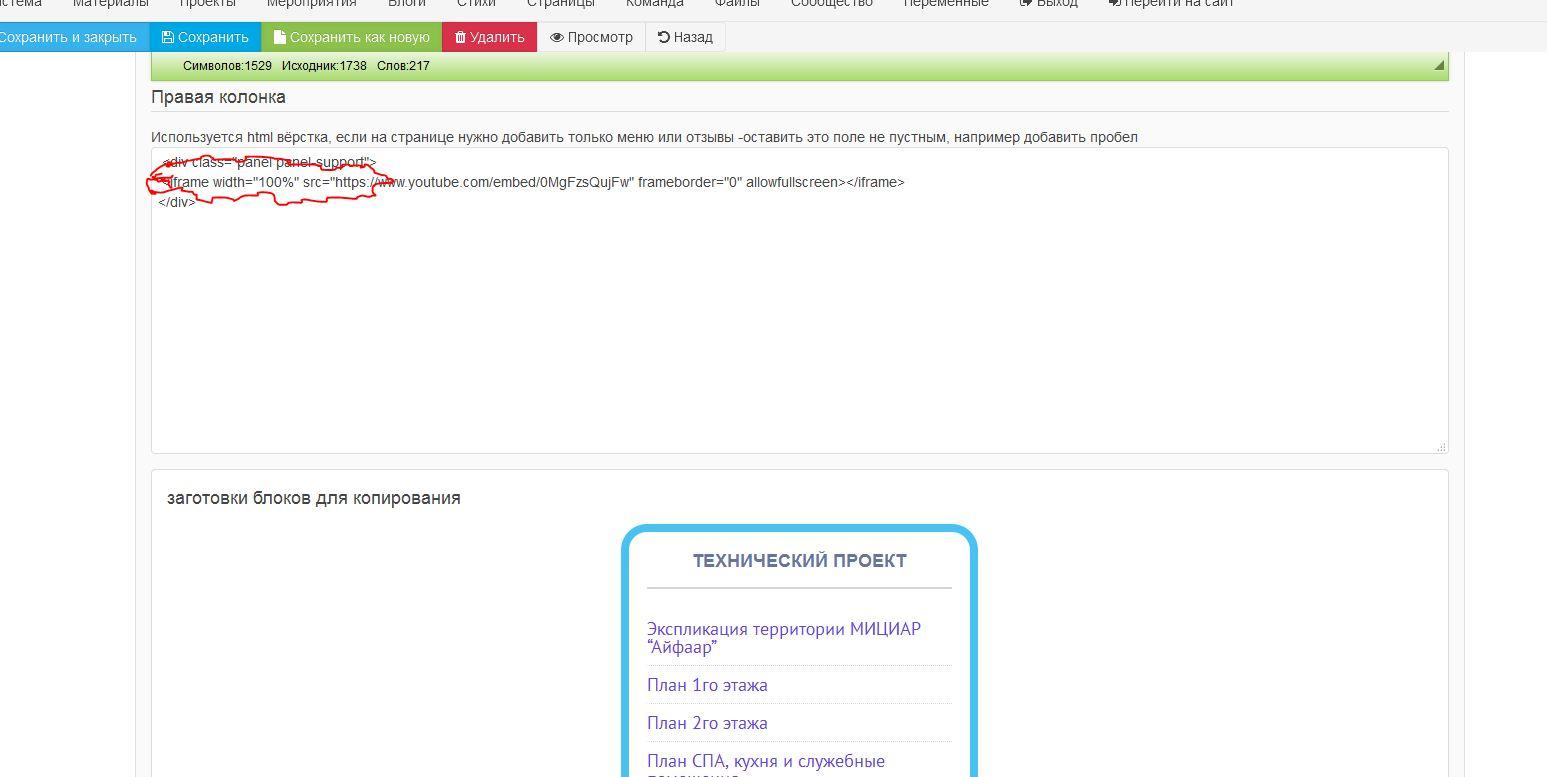 Материалы Проекты Мероприятия Блоги Стихи Страницы Команда Файлы Сообщество Переменные Выход Перейти на сайт
Сохранить и закрыть Сохранить Сохранить как новую Удалить Просмотр Назад
Символов:1529 Исходник:1738 Слов:217
Правая колонка
Используется html вёрстка, если на странице нужно добавить только меню или отзывы -оставить это поле не пустным, например добавить пробел
<div class="panel panel-support">
<iframe width="100%" src="https://www.youtube.com/embed/0MgFzsQujFw" frameborder="0" allowfullscreen></iframe>
</div>
заготовки блоков для копирования
ТЕХНИЧЕСКИЙ ПРОЕКТ
Экспликация территории МИЦИАР
“Айфаар”
План 1го этажа
План 2го этажа
План СПА, кухня и служебные